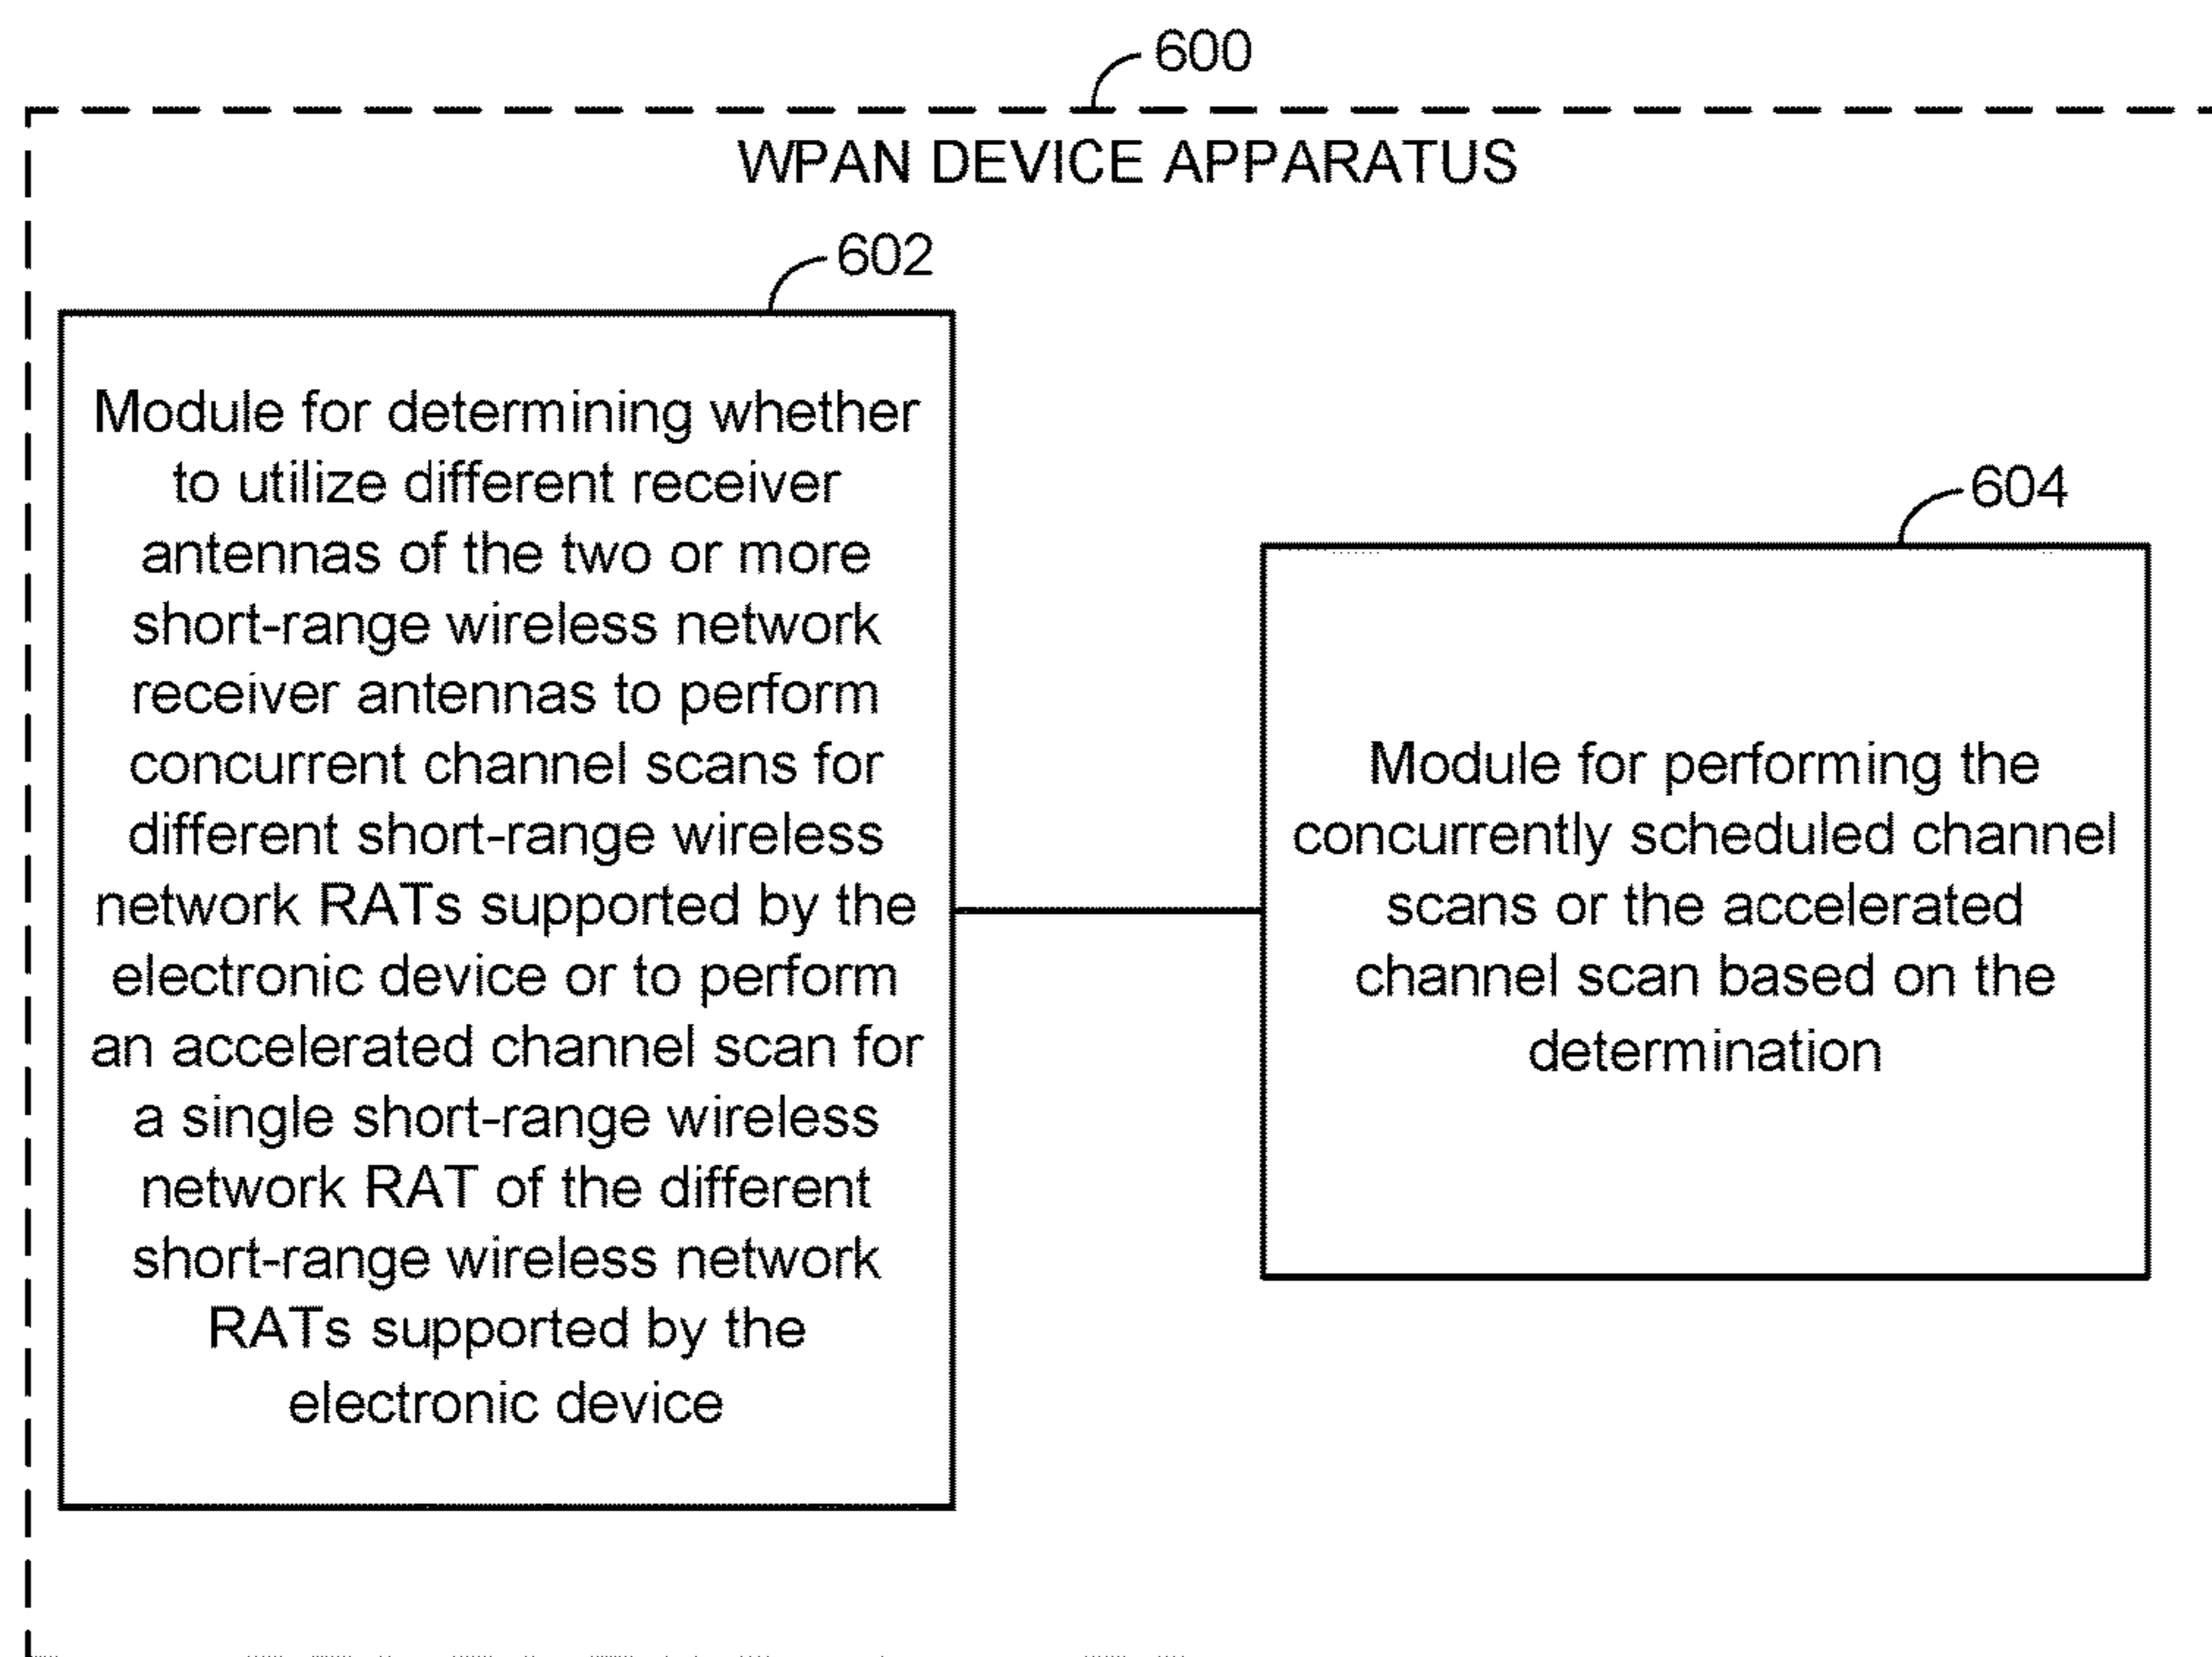 600
WPAN DEVICE APPARATUS
602
Module for determining whether
to utilize different receiver
antennas of the two or more
short-range wireless network
receiver antennas to perform
concurrent channel scans for
different short-range wireless
network RATs supported by the
electronic device or to perform
an accelerated channel scan for
a single short-range wireless
network RAT of the different
short-range wireless network
RATs supported by the
electronic device
604
Module for performing the
concurrently scheduled channel
scans or the accelerated
channel scan based on the
determination